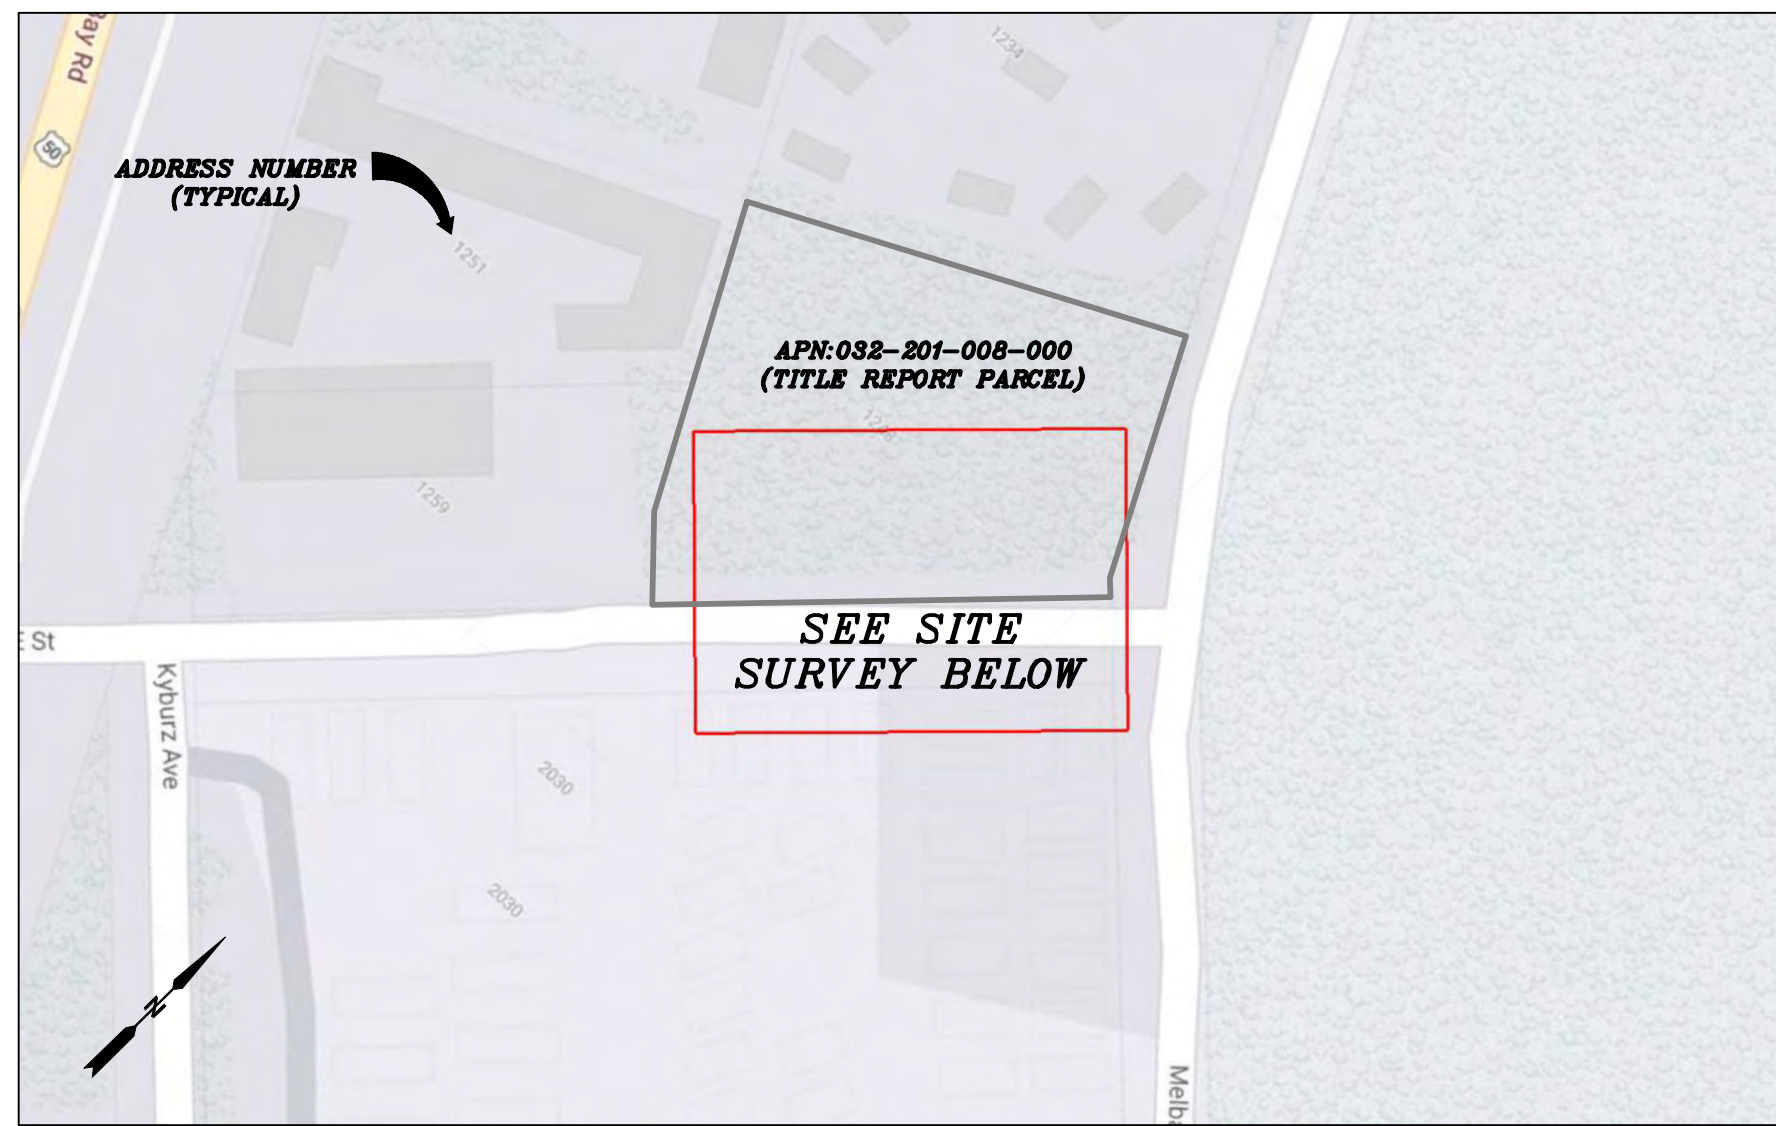 Bay Rd
50
1234
ADDRESS NUMBER
(TYPICAL)
1251
APN:032-201-008-000
(TITLE REPORT PARCEL)
1259
SEE SITE
SURVEY BELOW
E St
Kyburz Ave
2030
2030
N
Melba